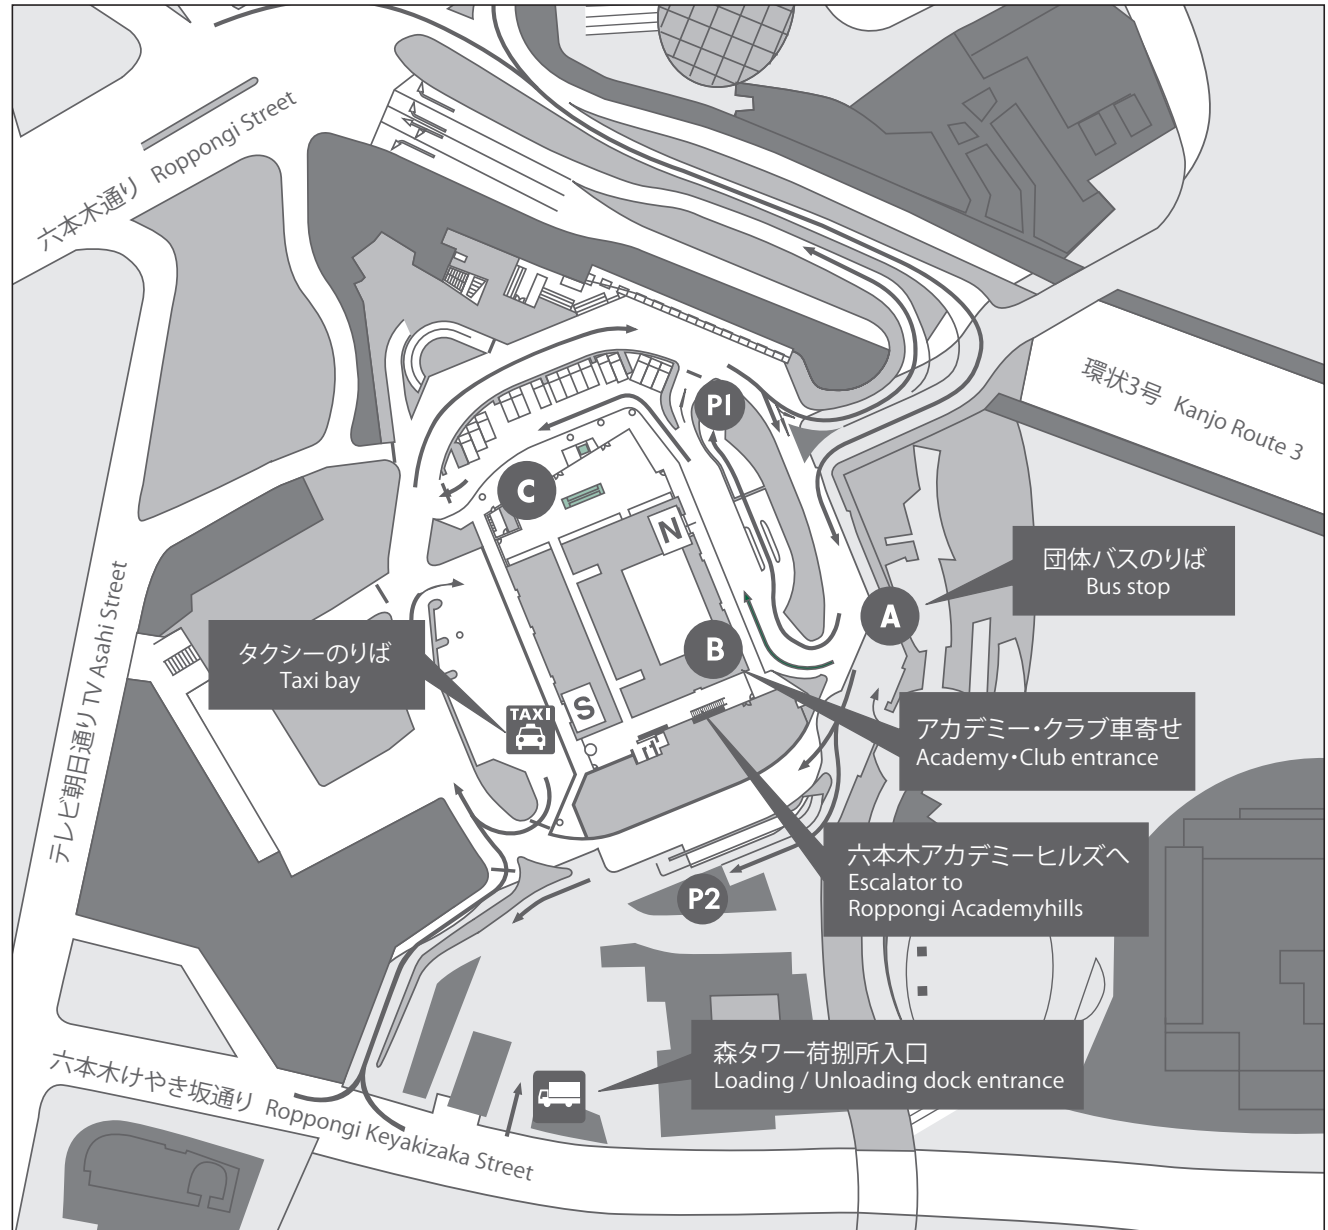 六本木通り Roppongi Street
P1
環状3号 Kanjo Route 3
C
N
団体バスのりば
Bus stop
A
タクシーのりば
Taxi bay
B
S
TAXI
アカデミー・クラブ車寄せ
Academy・Club entrance
テレビ朝日通り TV Asahi Street
六本木アカデミーヒルズへ
Escalator to
Roppongi Academyhills
P2
森タワー荷捌所入口
Loading / Unloading dock entrance
六本木けやき坂通り Roppongi Keyakizaka Street